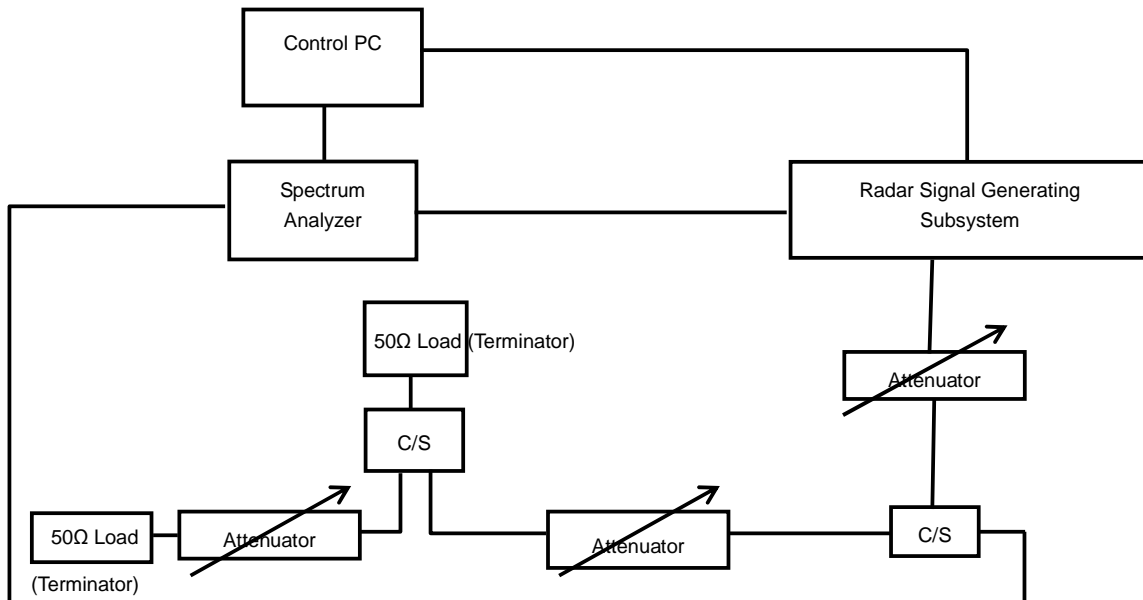 Control PC
Spectrum
Analyzer
Radar Signal Generating
Subsystem
50Ω Load (Terminator)
Attenuator
C/S
50Ω Load
(Terminator)
Attenuator
Attenuator
C/S